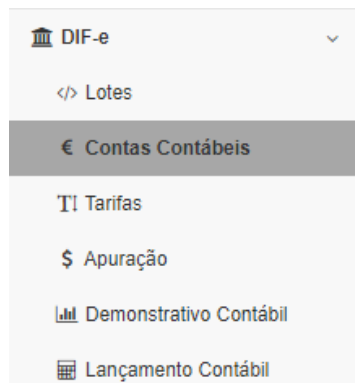 DIF-e
</> Lotes
€ Contas Contábeis
Tarifas
$ Apuração
Demonstrativo Contábil
Lançamento Contábil